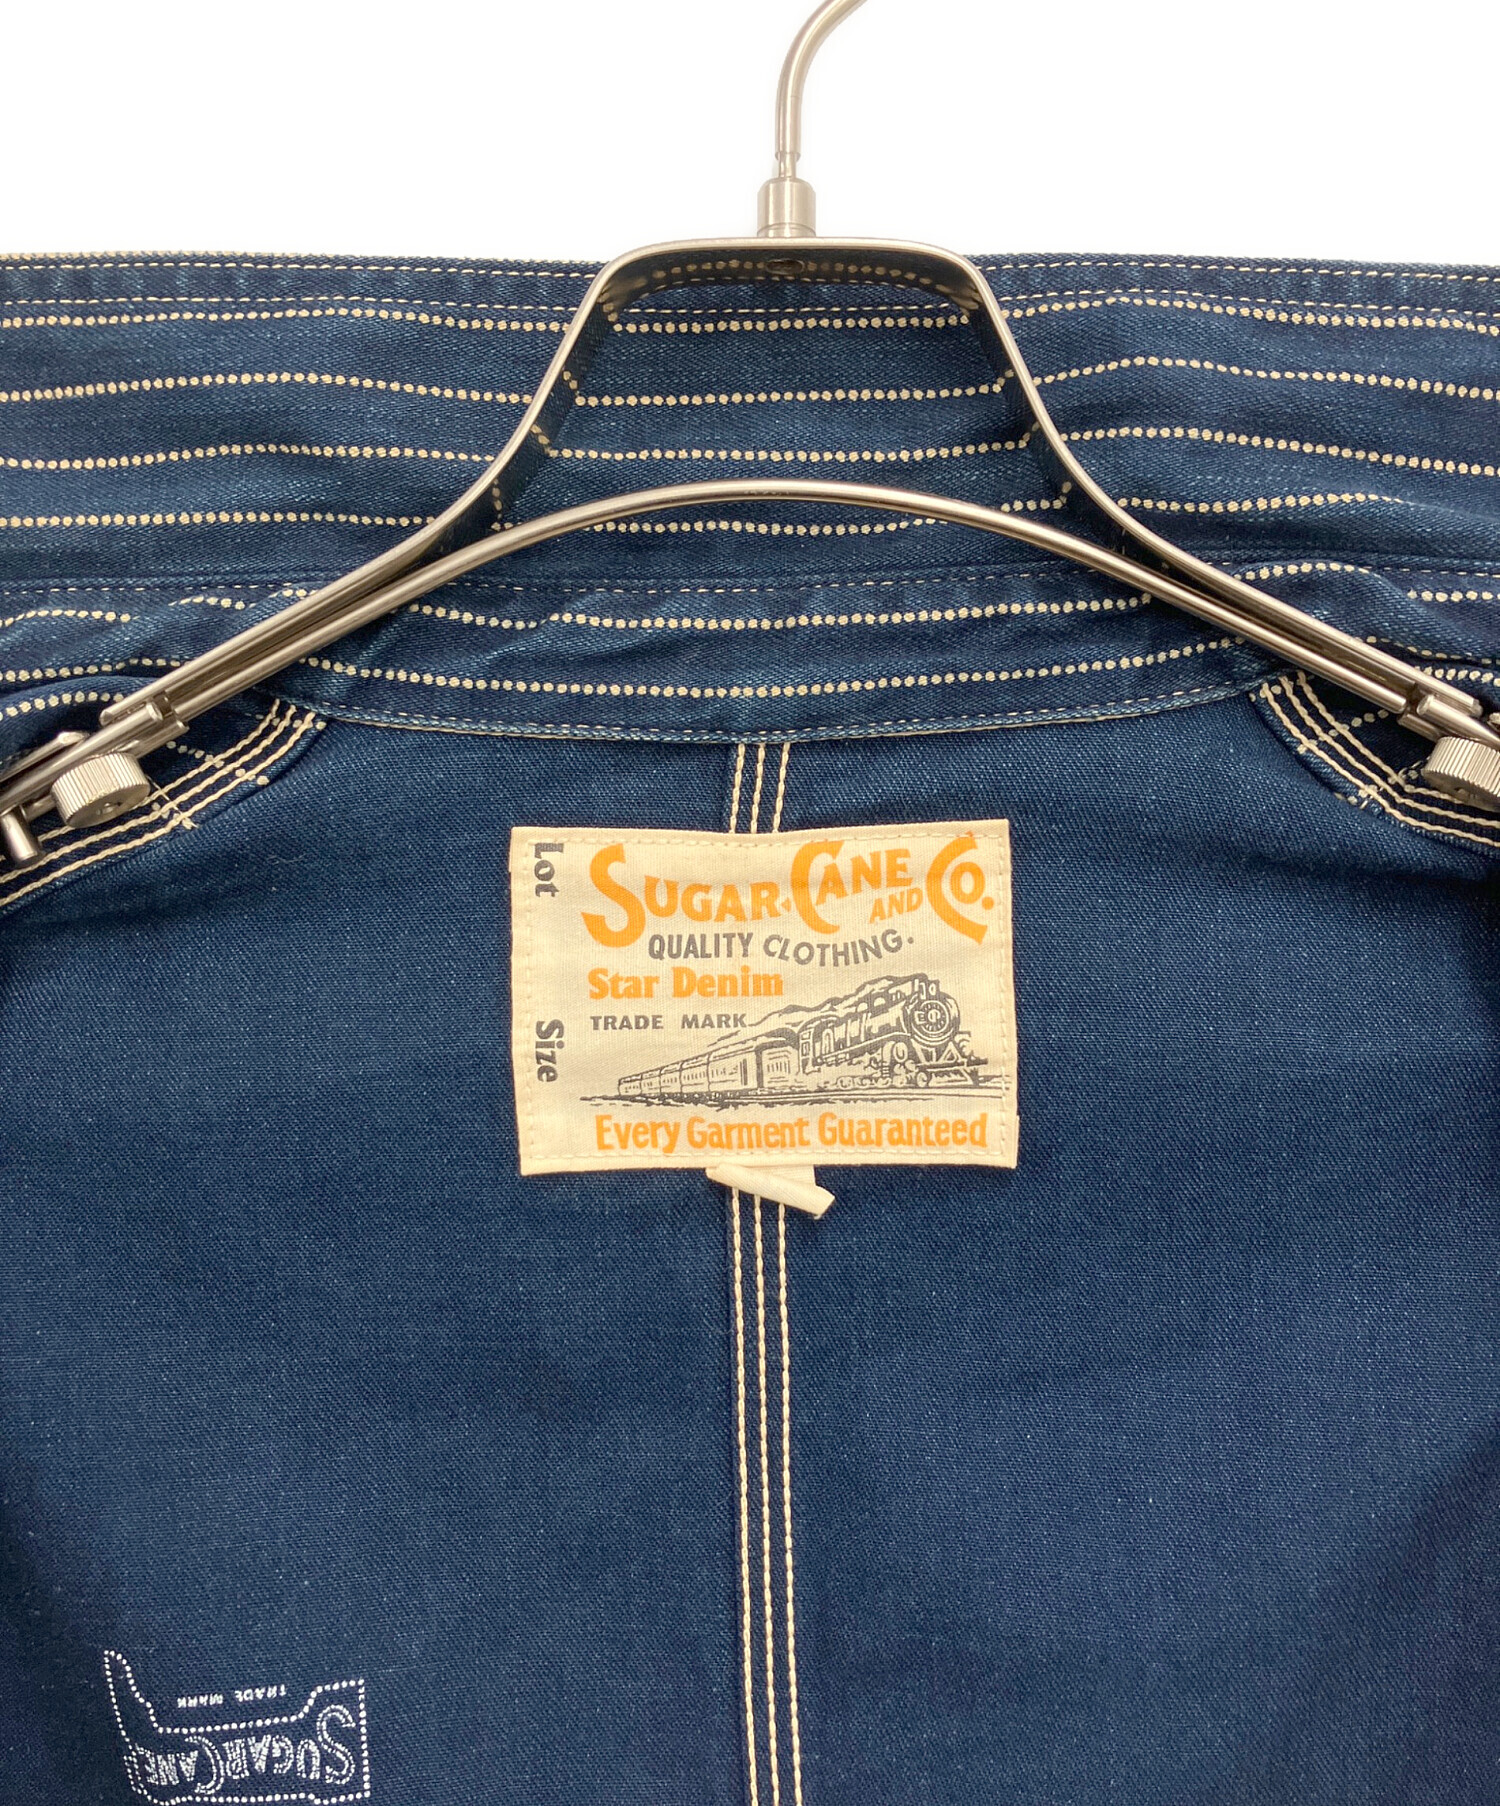 Lot
SUGAR CANE AND CO.
QUALITY CLOTHING.
Star Denim
TRADE MARK
Size
Every Garment Guaranteed
TRADE MARK
SUGAR CANE